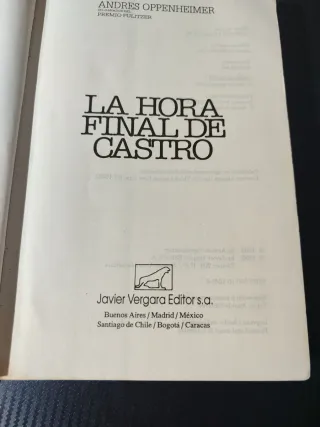 ANDRES OPPENHEIMER
PREMIO PULITZER
LA HORA
FINAL DE
CASTRO
Javier Vergara Editor s.a.
Buenos Aires / Madrid / México
Santiago de Chile / Bogotá / Caracas